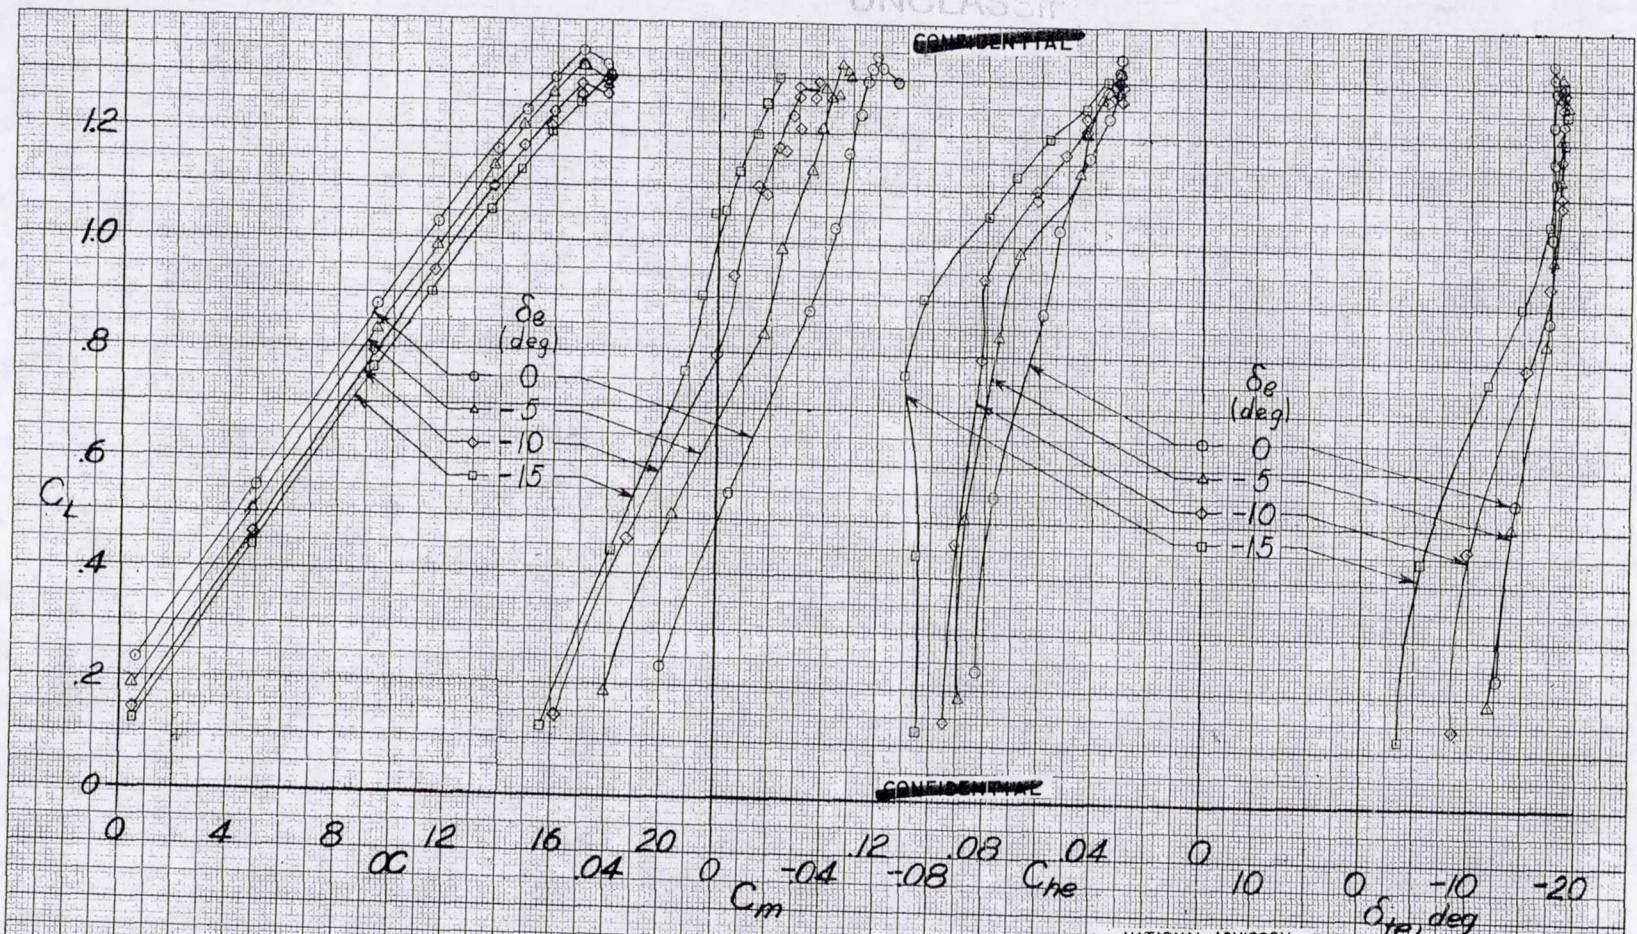 UNCLASSIF
CONFIDENTIAL
1.2
1.0
.8
.6
C_L
.4
.2
0
δe
(deg)
0
-5
-10
-15
δe
(deg)
0
-5
-10
-15
CONFIDENTIAL
0 4 8 12 16 20
α
.04 0 -.04 -.08
Cm
.12 .08 .04 0
Che
10 0 -10 -20
δte, deg
NATIONAL ADVISORY